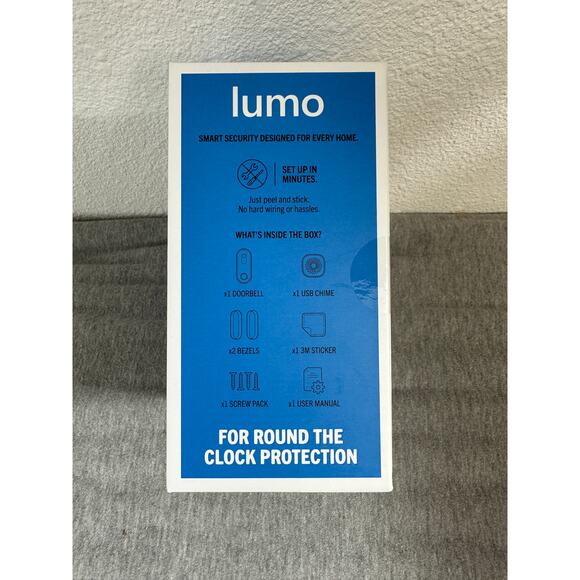 lumo
SMART SECURITY DESIGNED FOR EVERY HOME.
SET UP IN
MINUTES.
Just peel and stick.
No hard wiring or hassles.
WHAT'S INSIDE THE BOX?
x1 DOORBELL
x1 USB CHIME
x2 BEZELS
x1 3M STICKER
x1 SCREW PACK
x1 USER MANUAL
FOR ROUND THE
CLOCK PROTECTION